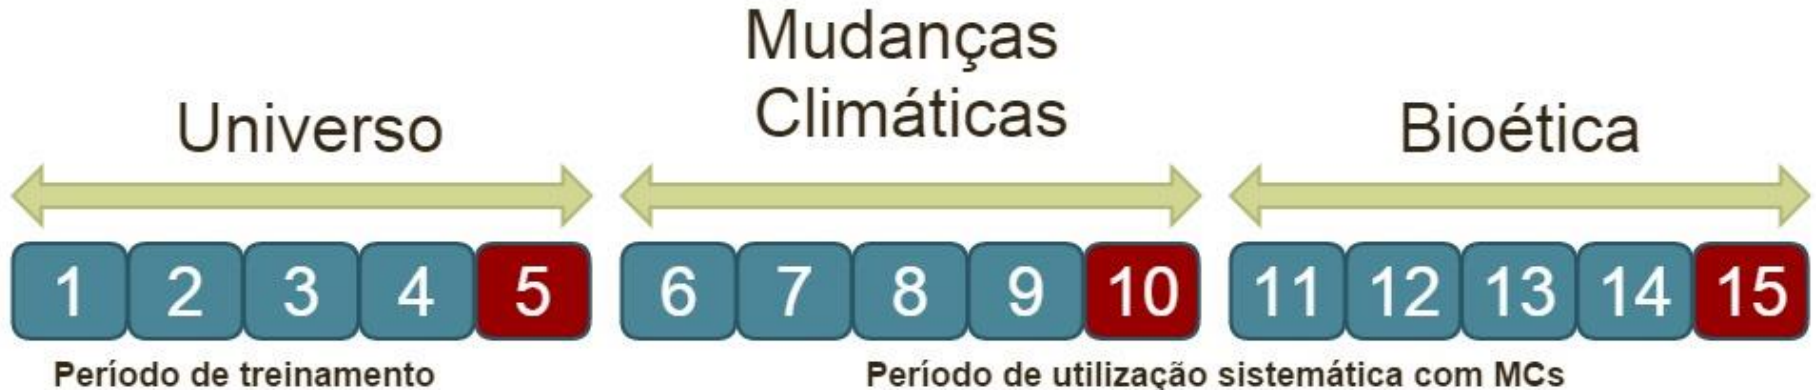 Mudanças
Climáticas
Universo
Bioética
1 2 3 4 5 6 7 8 9 10 11 12 13 14 15
Período de treinamento
Período de utilização sistemática com MCs